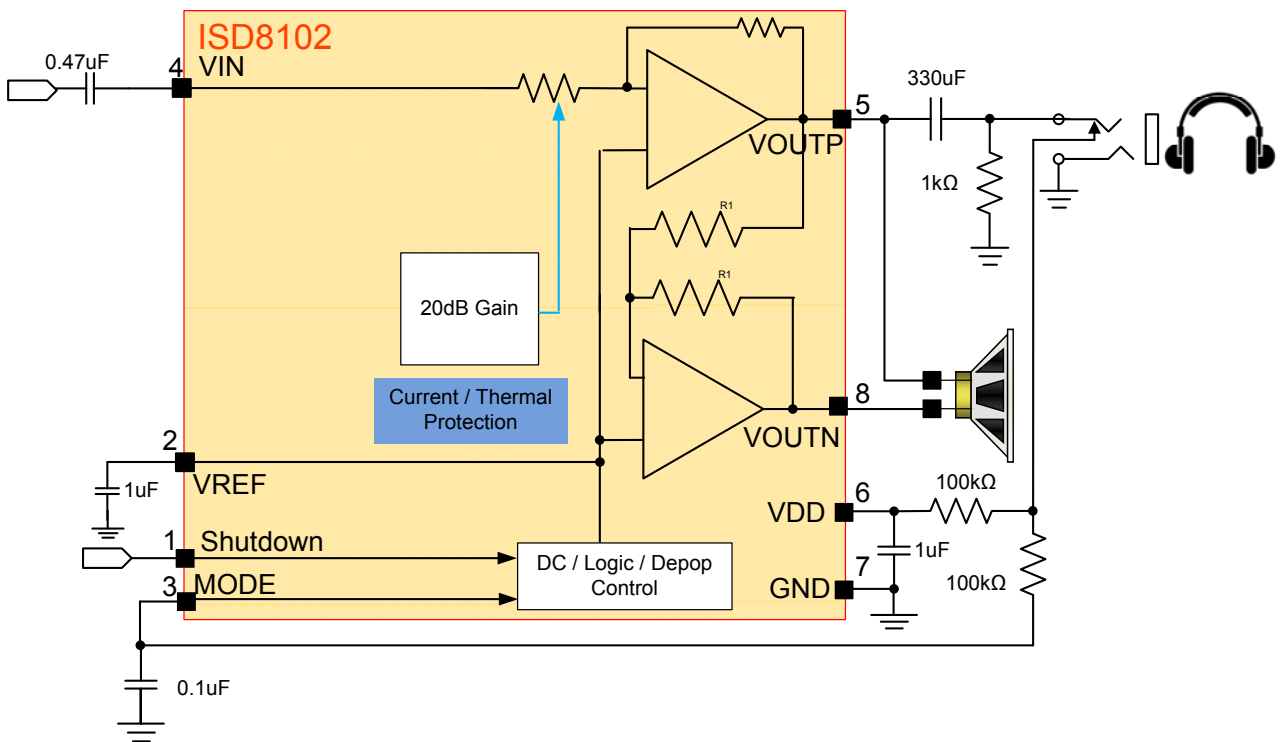 ISD8102
0.47uF
4
VIN
330uF
5
VOUTP
1kΩ
R1
R1
20dB Gain
Current / Thermal
Protection
8
VOUTN
2
VREF
1uF
100kΩ
6
VDD
1
Shutdown
1uF
DC / Logic / Depop
Control
7
GND
100kΩ
3
MODE
0.1uF